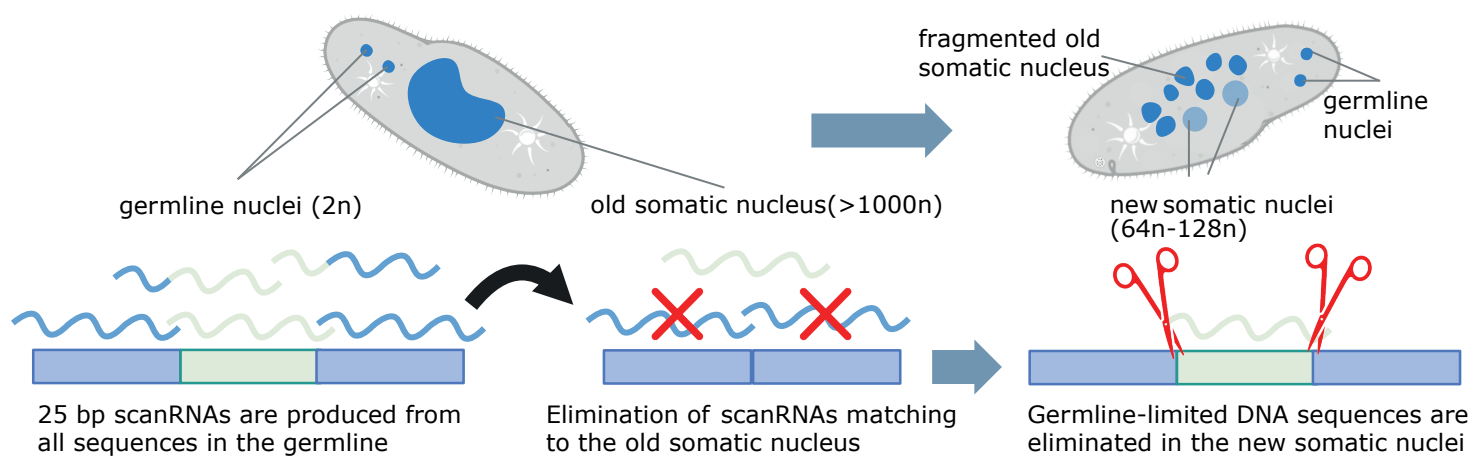 fragmented old
somatic nucleus
germline
nuclei
germline nuclei (2n)
old somatic nucleus(>1000n)
new somatic nuclei
(64n-128n)
25 bp scanRNAs are produced from
all sequences in the germline
Elimination of scanRNAs matching
to the old somatic nucleus
Germline-limited DNA sequences are
eliminated in the new somatic nuclei